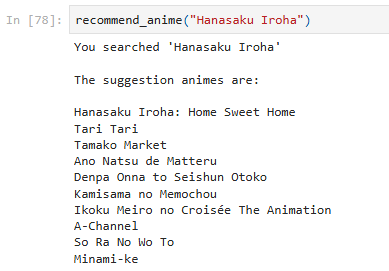 In [78]: recommend_anime("Hanasaku Iroha")
You searched 'Hanasaku Iroha'
The suggestion animes are:
Hanasaku Iroha: Home Sweet Home
Tari Tari
Tamako Market
Ano Natsu de Matteru
Denpa Onna to Seishun Otoko
Kamisama no Memochou
Ikoku Meiro no Croisée The Animation
A-Channel
So Ra No Wo To
Minami-ke